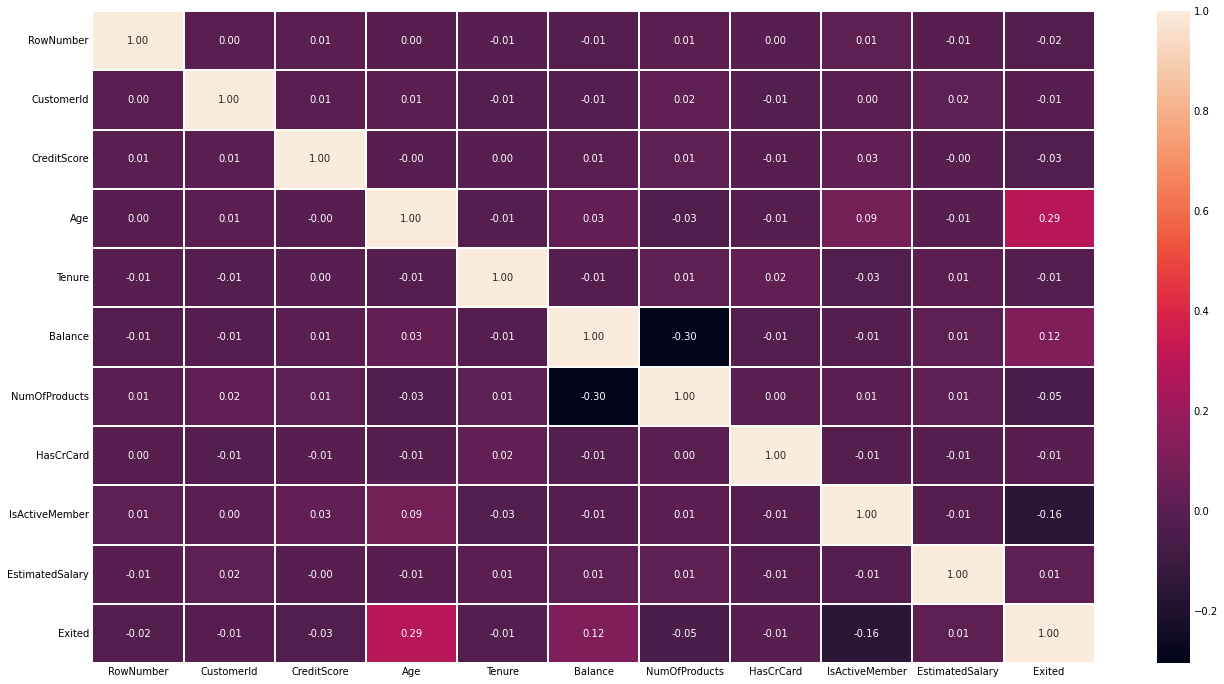 RowNumber 1.00 0.00 0.01 0.00 -0.01 -0.01 0.01 0.00 0.01 -0.01 -0.02
CustomerId 0.00 1.00 0.01 0.01 -0.01 -0.01 0.02 -0.01 0.00 0.02 -0.01
CreditScore 0.01 0.01 1.00 -0.00 0.00 0.01 0.01 -0.01 0.03 -0.00 -0.03
Age 0.00 0.01 -0.00 1.00 -0.01 0.03 -0.03 -0.01 0.09 -0.01 0.29
Tenure -0.01 -0.01 0.00 -0.01 1.00 -0.01 0.01 0.02 -0.03 0.01 -0.01
Balance -0.01 -0.01 0.01 0.03 -0.01 1.00 -0.30 -0.01 -0.01 0.01 0.12
NumOfProducts 0.01 0.02 0.01 -0.03 0.01 -0.30 1.00 0.00 0.01 0.01 -0.05
HasCrCard 0.00 -0.01 -0.01 -0.01 0.02 -0.01 0.00 1.00 -0.01 -0.01 -0.01
IsActiveMember 0.01 0.00 0.03 0.09 -0.03 -0.01 0.01 -0.01 1.00 -0.01 -0.16
EstimatedSalary -0.01 0.02 -0.00 -0.01 0.01 0.01 0.01 -0.01 -0.01 1.00 0.01
Exited -0.02 -0.01 -0.03 0.29 -0.01 0.12 -0.05 -0.01 -0.16 0.01 1.00
RowNumber CustomerId CreditScore Age Tenure Balance NumOfProducts HasCrCard IsActiveMember EstimatedSalary Exited
1.0
0.8
0.6
0.4
0.2
0.0
−0.2